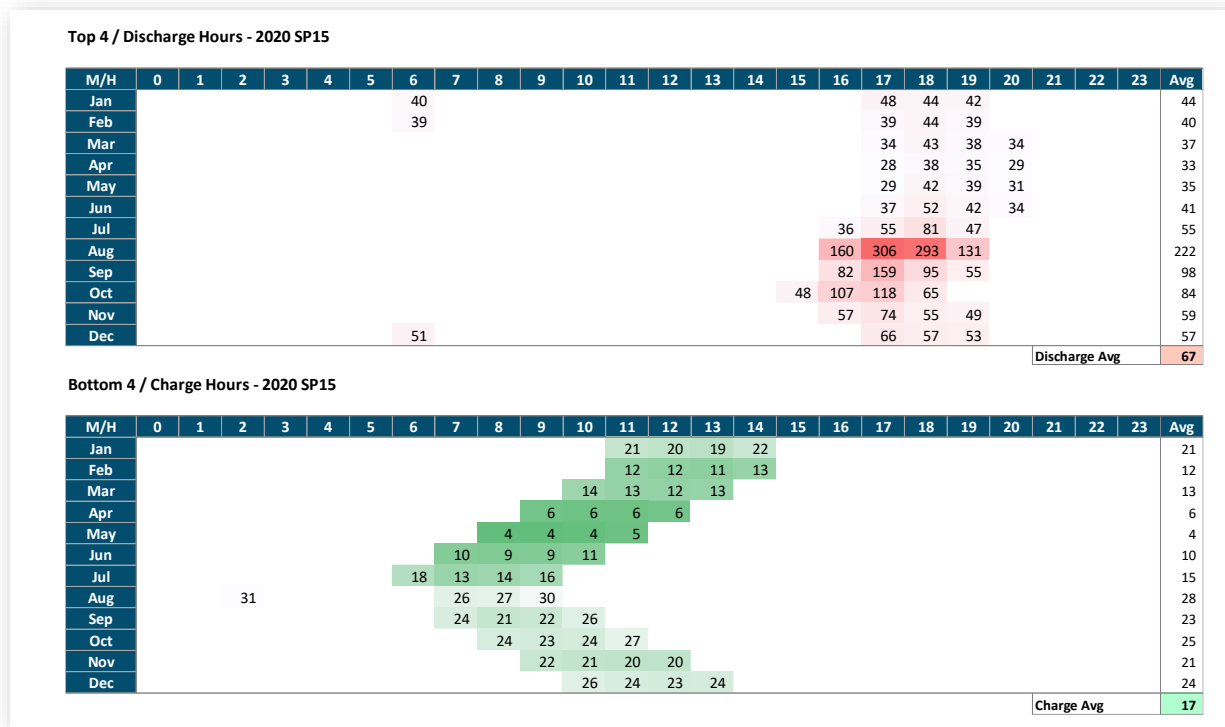 Top 4 / Discharge Hours - 2020 SP15
M/H 0 1 2 3 4 5 6 7 8 9 10 11 12 13 14 15 16 17 18 19 20 21 22 23 Avg
Jan 40 48 44 42 44
Feb 39 39 44 39 40
Mar 34 43 38 34 37
Apr 28 38 35 29 33
May 29 42 39 31 35
Jun 37 52 42 34 41
Jul 36 55 81 47 55
Aug 160 306 293 131 222
Sep 82 159 95 55 98
Oct 48 107 118 65 84
Nov 57 74 55 49 59
Dec 51 66 57 53 57
Discharge Avg 67
Bottom 4 / Charge Hours - 2020 SP15
M/H 0 1 2 3 4 5 6 7 8 9 10 11 12 13 14 15 16 17 18 19 20 21 22 23 Avg
Jan 21 20 19 22 21
Feb 12 12 11 13 12
Mar 14 13 12 13 13
Apr 6 6 6 6 6
May 4 4 4 5 4
Jun 10 9 9 11 10
Jul 18 13 14 16 15
Aug 31 26 27 30 28
Sep 24 21 22 26 23
Oct 24 23 24 27 25
Nov 22 21 20 20 21
Dec 26 24 23 24 24
Charge Avg 17